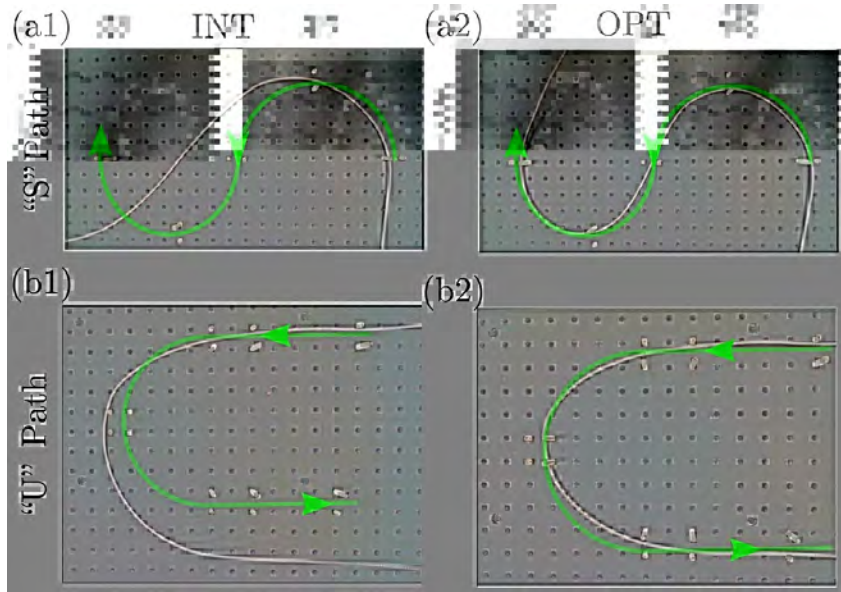 (a1) INT (a2) OPT
“S” Path
(b1) (b2)
“U” Path